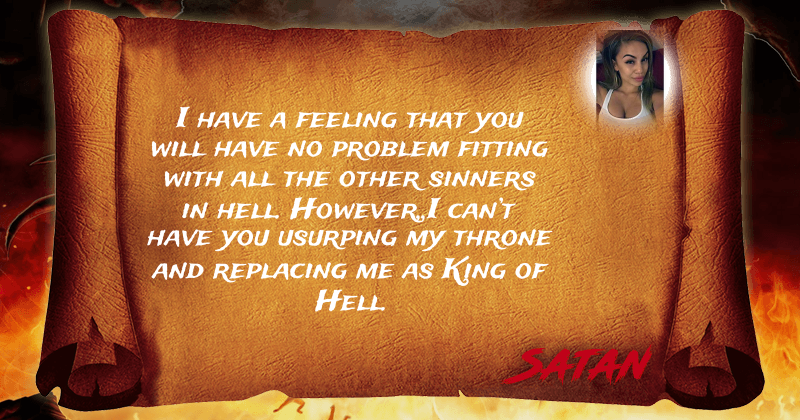 I have a feeling that you
will have no problem fitting
with all the other sinners
in hell. However, I can't
have you usurping my throne
and replacing me as King of
Hell.
Satan